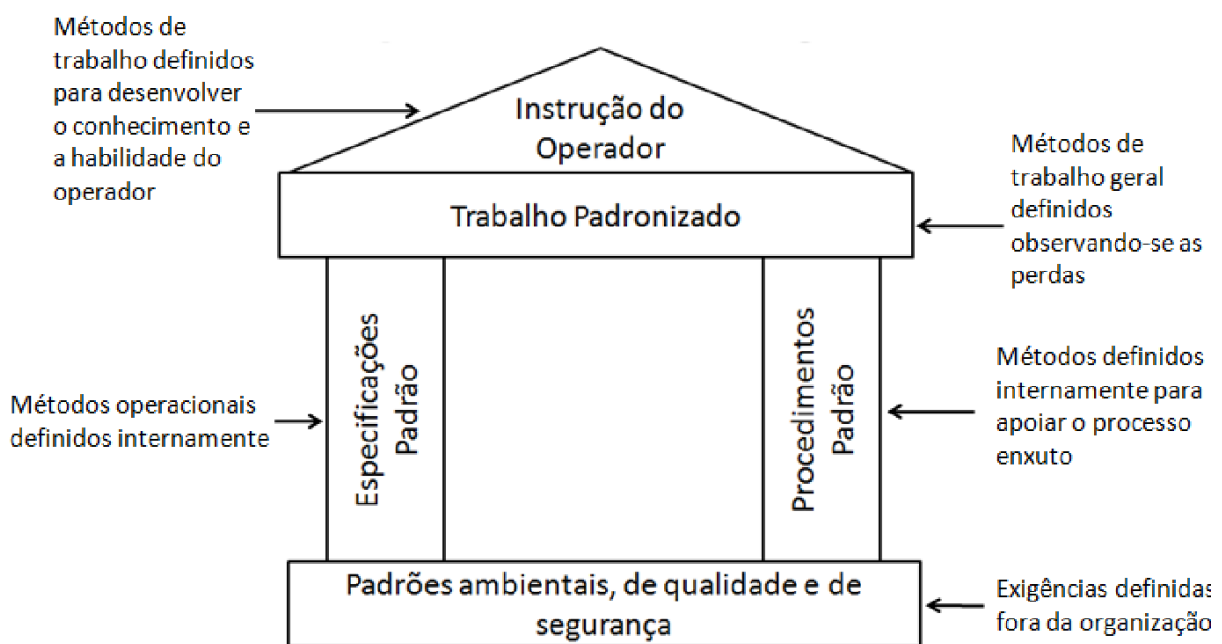 Métodos de
trabalho definidos
para desenvolver
o conhecimento e
a habilidade do
operador
Instrução do
Operador
Trabalho Padronizado
Métodos de
trabalho geral
definidos
observando-se as
perdas
Especificações
Padrão
Procedimentos
Padrão
Métodos operacionais
definidos internamente
Métodos definidos
internamente para
apoiar o processo
enxuto
Padrões ambientais, de qualidade e de
segurança
Exigências definidas
fora da organização